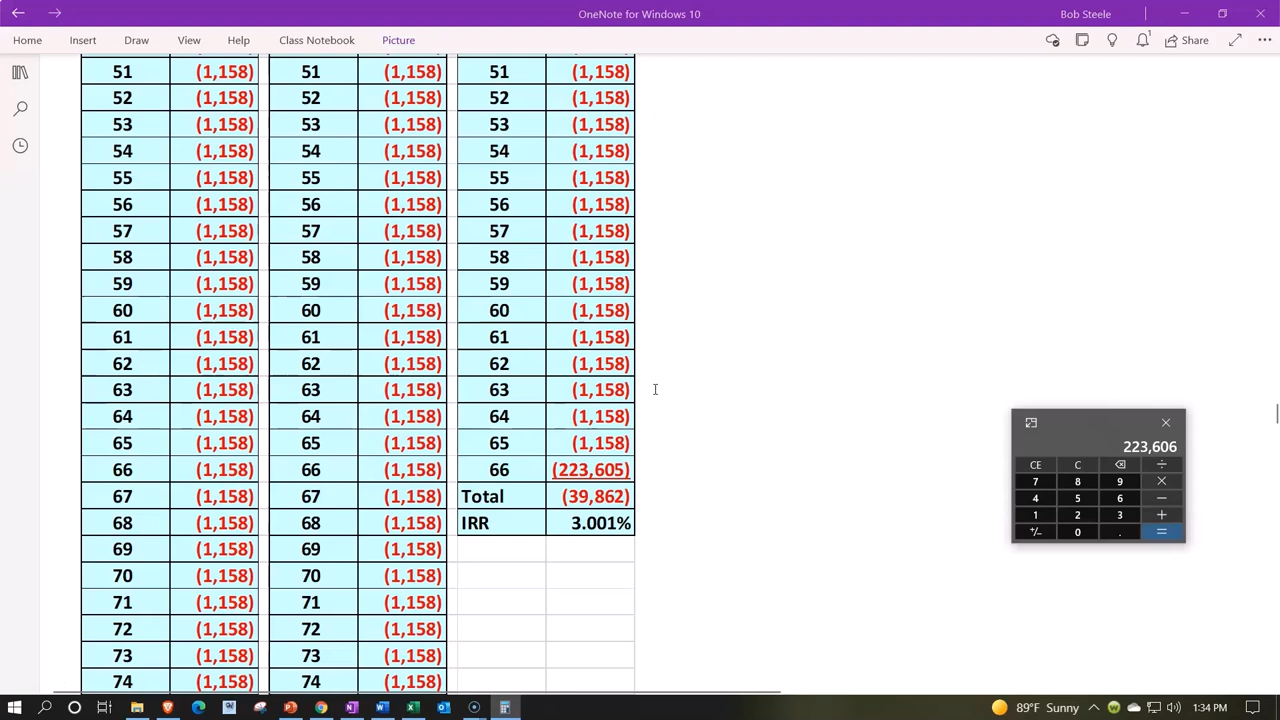 OneNote for Windows 10
Bob Steele
Home Insert Draw View Help Class Notebook Picture Share
51 (1,158) 51 (1,158) 51 (1,158)
52 (1,158) 52 (1,158) 52 (1,158)
53 (1,158) 53 (1,158) 53 (1,158)
54 (1,158) 54 (1,158) 54 (1,158)
55 (1,158) 55 (1,158) 55 (1,158)
56 (1,158) 56 (1,158) 56 (1,158)
57 (1,158) 57 (1,158) 57 (1,158)
58 (1,158) 58 (1,158) 58 (1,158)
59 (1,158) 59 (1,158) 59 (1,158)
60 (1,158) 60 (1,158) 60 (1,158)
61 (1,158) 61 (1,158) 61 (1,158)
62 (1,158) 62 (1,158) 62 (1,158)
63 (1,158) 63 (1,158) 63 (1,158)
64 (1,158) 64 (1,158) 64 (1,158)
65 (1,158) 65 (1,158) 65 (1,158)
66 (1,158) 66 (1,158) 66 (223,605)
67 (1,158) 67 (1,158) Total (39,862)
68 (1,158) 68 (1,158) IRR 3.001%
69 (1,158) 69 (1,158)
70 (1,158) 70 (1,158)
71 (1,158) 71 (1,158)
72 (1,158) 72 (1,158)
73 (1,158) 73 (1,158)
74 (1,158) 74 (1,158)
223,606
CE C ÷
7 8 9 ×
4 5 6 −
1 2 3 +
+/- 0 . =
89°F Sunny 1:34 PM